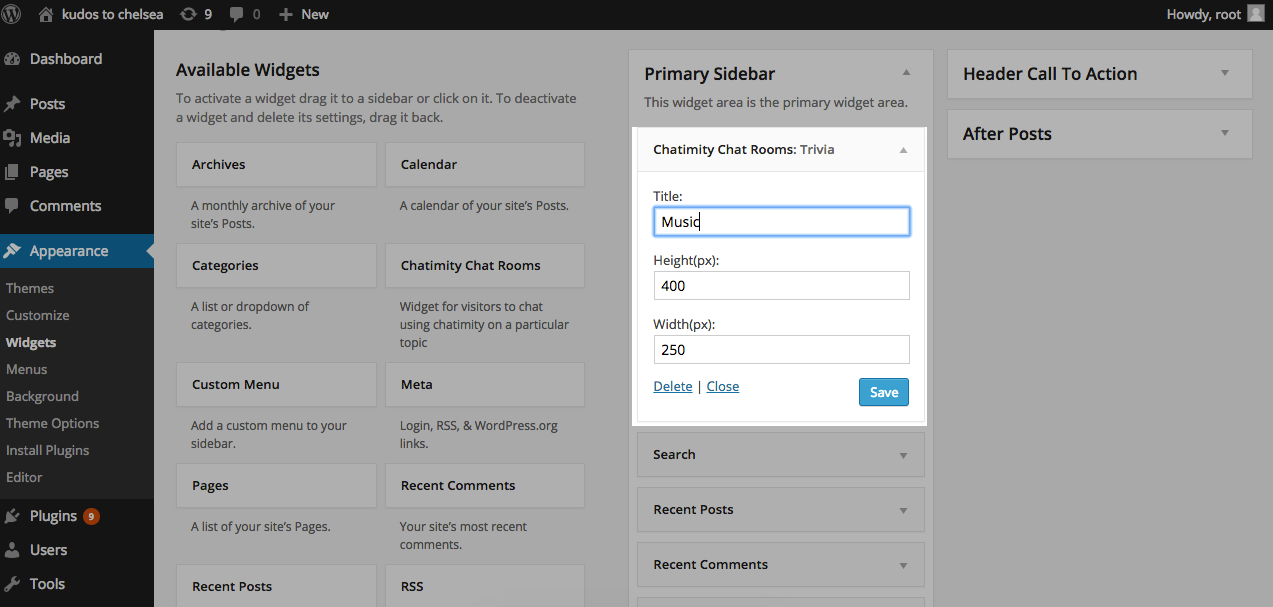 kudos to chelsea
9
0
New
Howdy, root
Dashboard
Posts
Media
Pages
Comments
Appearance
Themes
Customize
Widgets
Menus
Background
Theme Options
Install Plugins
Editor
Plugins 9
Users
Tools
Available Widgets
To activate a widget drag it to a sidebar or click on it. To deactivate
a widget and delete its settings, drag it back.
Archives
A monthly archive of your
site's Posts.
Calendar
A calendar of your site's Posts.
Categories
A list or dropdown of
categories.
Chatimity Chat Rooms
Widget for visitors to chat
using chatimity on a particular
topic
Custom Menu
Add a custom menu to your
sidebar.
Meta
Login, RSS, & WordPress.org
links.
Pages
A list of your site's Pages.
Recent Comments
Your site's most recent
comments.
Recent Posts
RSS
Primary Sidebar
This widget area is the primary widget area.
Chatimity Chat Rooms: Trivia
Title:
Music
Height(px):
400
Width(px):
250
Delete | Close
Save
Search
Recent Posts
Recent Comments
Header Call To Action
After Posts